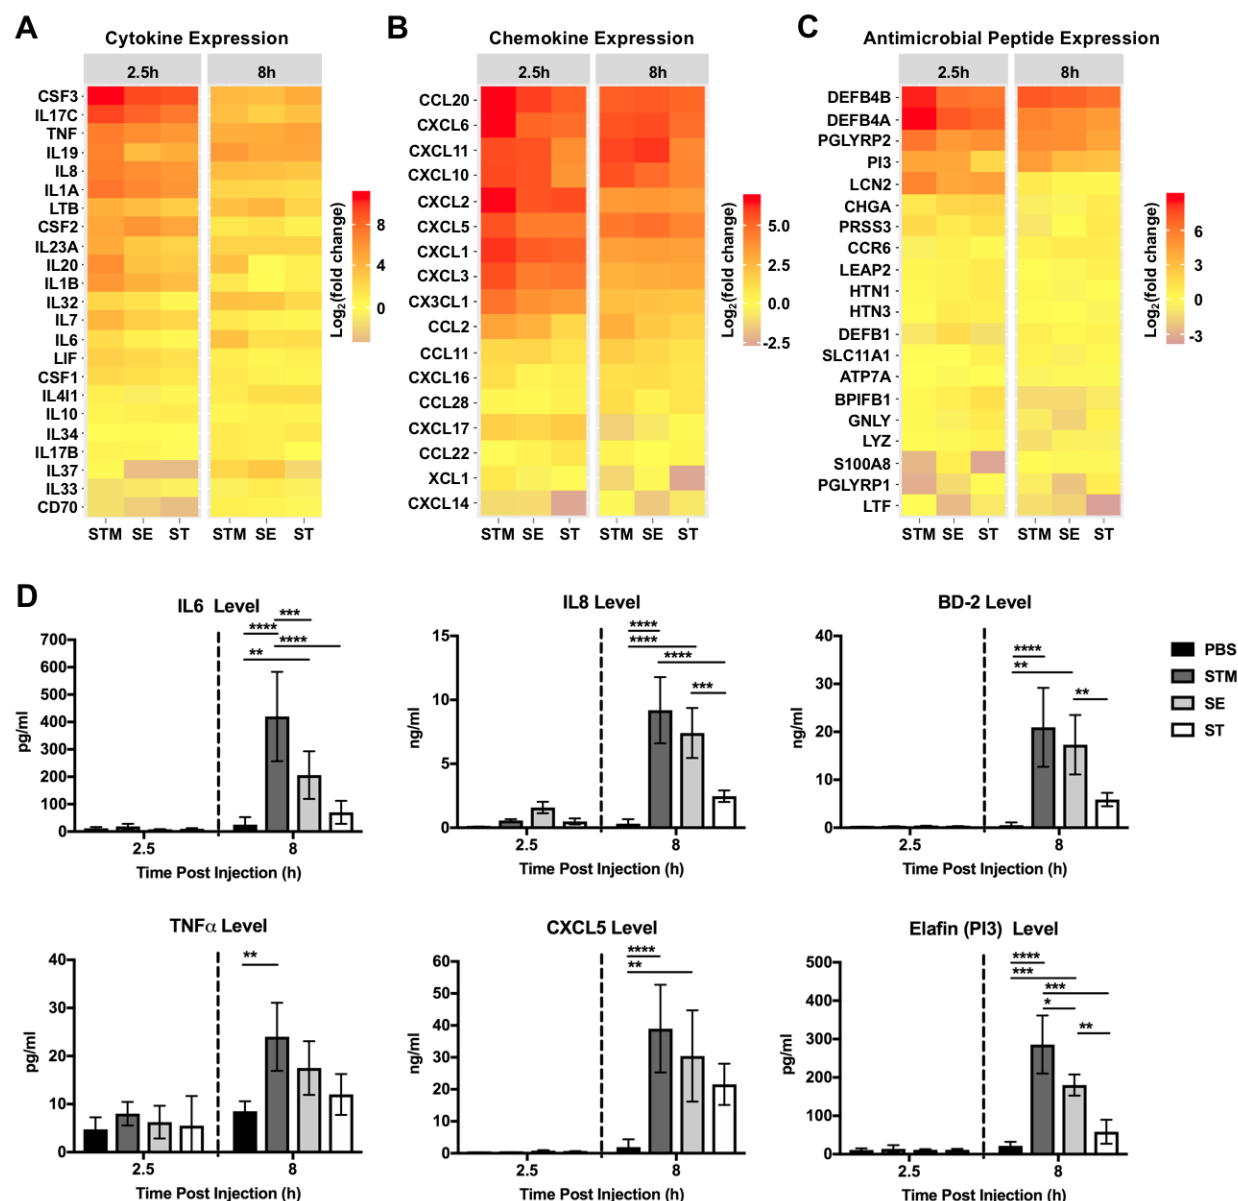 A
Cytokine Expression
2.5h 8h
CSF3
IL17C
TNF
IL19
IL8
IL1A
LTB
CSF2
IL23A
IL20
IL1B
IL32
IL7
IL6
LIF
CSF1
IL4I1
IL10
IL34
IL17B
IL37
IL33
CD70
STM SE ST STM SE ST
8
4
0
Log2(fold change)
B
Chemokine Expression
2.5h 8h
CCL20
CXCL6
CXCL11
CXCL10
CXCL2
CXCL5
CXCL1
CXCL3
CX3CL1
CCL2
CCL11
CXCL16
CCL28
CXCL17
CCL22
XCL1
CXCL14
STM SE ST STM SE ST
5.0
2.5
0.0
-2.5
Log2(fold change)
C
Antimicrobial Peptide Expression
2.5h 8h
DEFB4B
DEFB4A
PGLYRP2
PI3
LCN2
CHGA
PRSS3
CCR6
LEAP2
HTN1
HTN3
DEFB1
SLC11A1
ATP7A
BPIFB1
GNLY
LYZ
S100A8
PGLYRP1
LTF
STM SE ST STM SE ST
6
3
0
-3
Log2(fold change)
D
IL6 Level
700
600
500
400
300
200
100
0
pg/ml
***
****
****
**
2.5 8
Time Post Injection (h)
IL8 Level
15
10
5
0
ng/ml
****
****
****
***
2.5 8
Time Post Injection (h)
BD-2 Level
40
30
20
10
0
ng/ml
****
**
**
2.5 8
Time Post Injection (h)
PBS
STM
SE
ST
TNFα Level
40
30
20
10
0
pg/ml
**
2.5 8
Time Post Injection (h)
CXCL5 Level
60
50
40
30
20
10
0
ng/ml
****
**
2.5 8
Time Post Injection (h)
Elafin (PI3) Level
500
400
300
200
100
0
pg/ml
****
***
***
*
**
2.5 8
Time Post Injection (h)